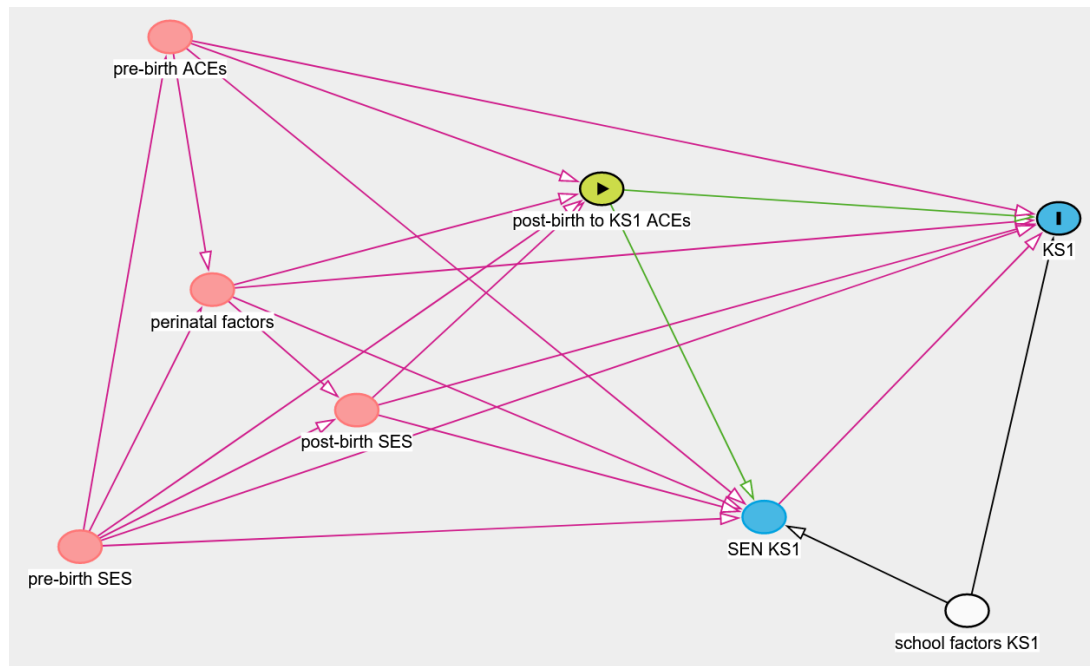 pre-birth ACEs
post-birth to KS1 ACEs
KS1
perinatal factors
post-birth SES
SEN KS1
pre-birth SES
school factors KS1